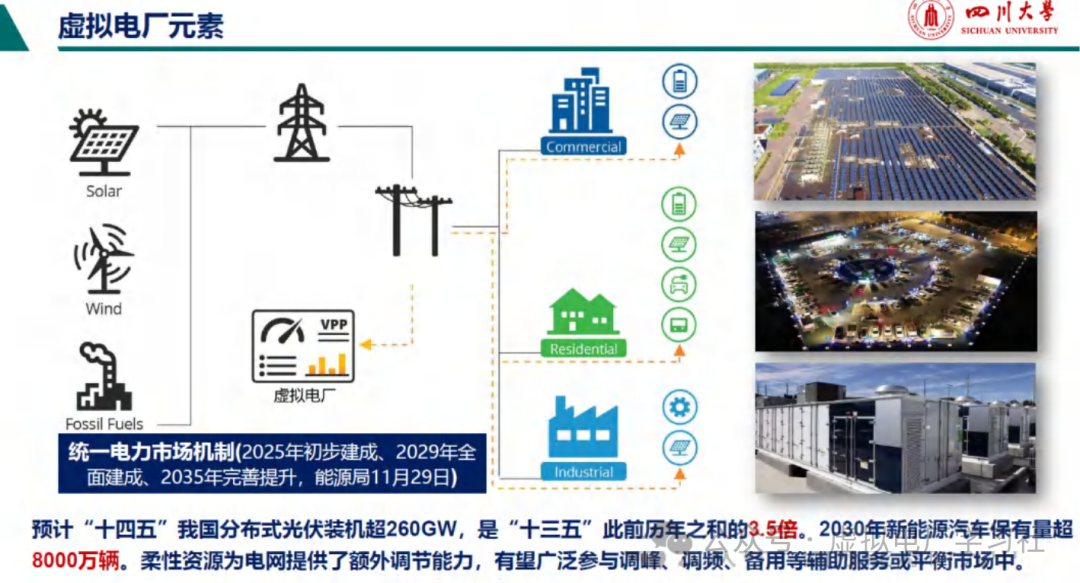 虚拟电厂元素
四川大学
SICHUAN UNIVERSITY
Solar
Wind
Fossil Fuels
VPP
虚拟电厂
Commercial
Residential
Industrial
统一电力市场机制(2025年初步建成、2029年全
面建成、2035年完善提升，能源局11月29日)
预计“十四五”我国分布式光伏装机超260GW，是“十三五”此前历年之和的3.5倍。2030年新能源汽车保有量超
8000万辆。柔性资源为电网提供了额外调节能力，有望广泛参与调峰、调频、备用等辅助服务或平衡市场中。
公众号·虚拟电厂学习社